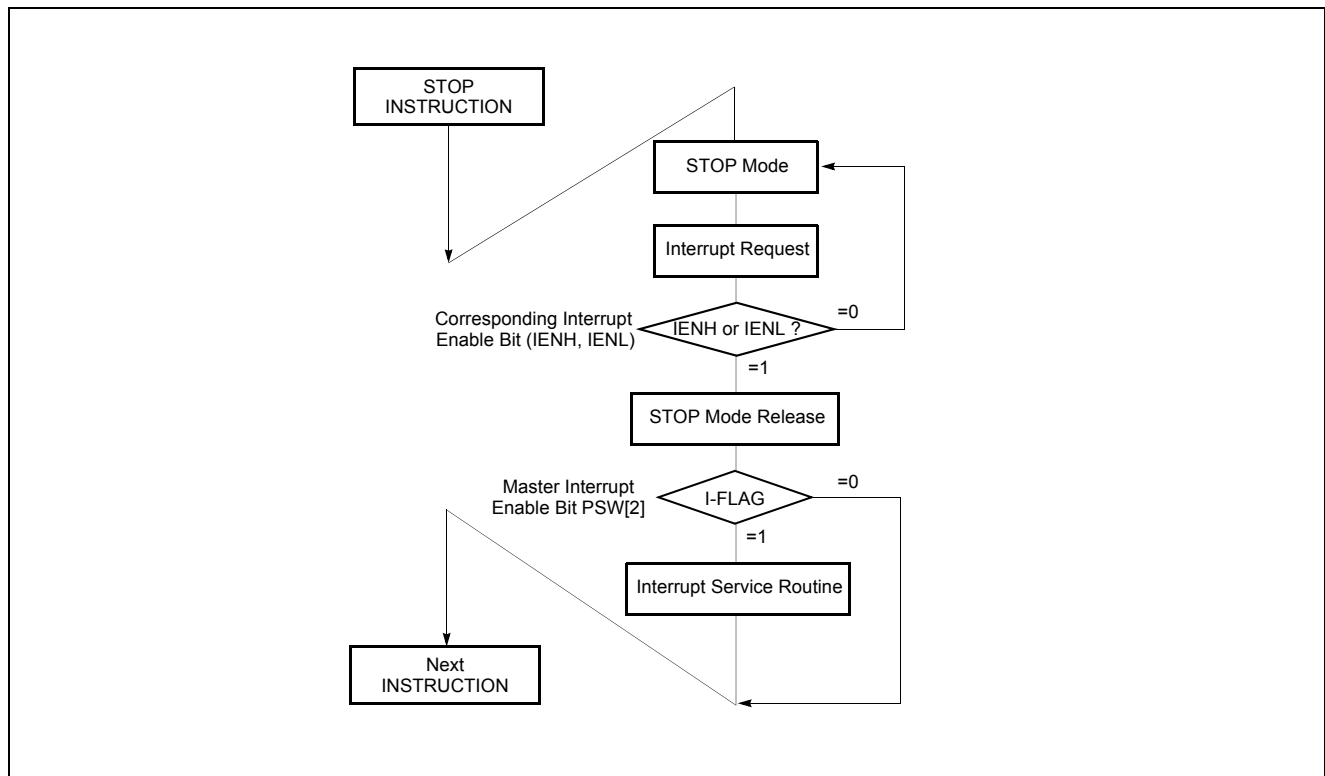 STOP
INSTRUCTION
STOP Mode
Interrupt Request
Corresponding Interrupt
Enable Bit (IENH, IENL)
IENH or IENL ?
=0
=1
STOP Mode Release
Master Interrupt
Enable Bit PSW[2]
I-FLAG
=0
=1
Interrupt Service Routine
Next
INSTRUCTION